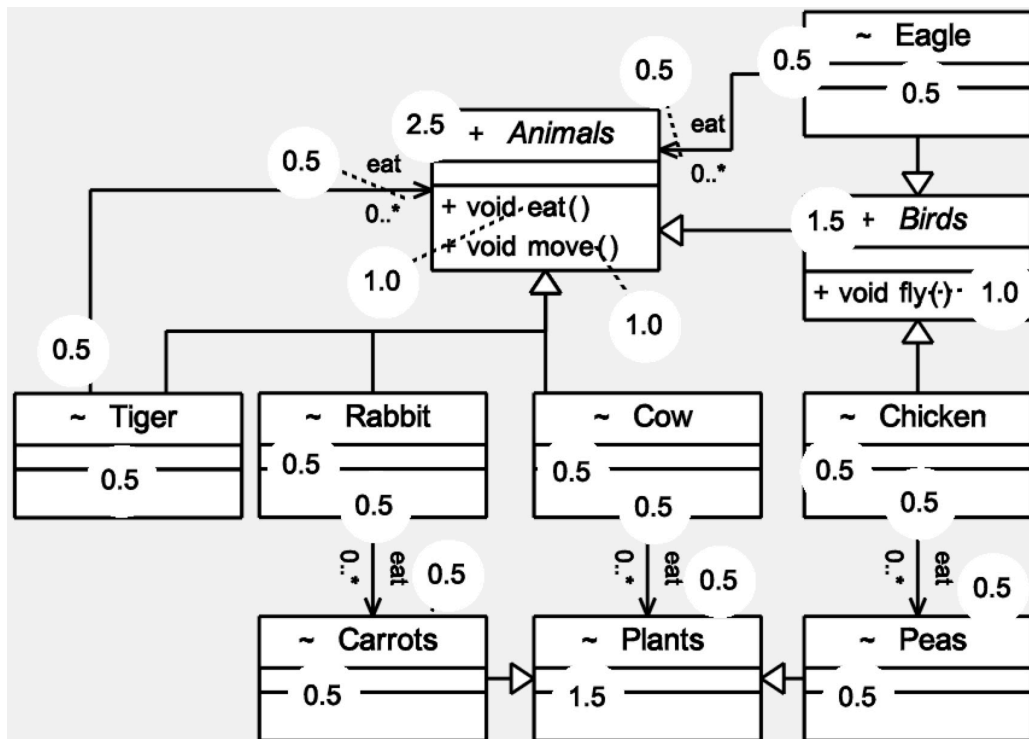 ~ Eagle
0.5
0.5
0.5
eat
0..*
2.5 + Animals
+ void eat()
+ void move()
0.5
eat
0..*
1.0
1.0
1.5 + Birds
+ void fly()
1.0
0.5
~ Tiger
0.5
~ Rabbit
0.5
0.5
~ Cow
0.5
0.5
~ Chicken
0.5
0.5
0..*
eat
0.5
0..*
eat
0.5
0..*
eat
0.5
~ Carrots
0.5
~ Plants
1.5
~ Peas
0.5